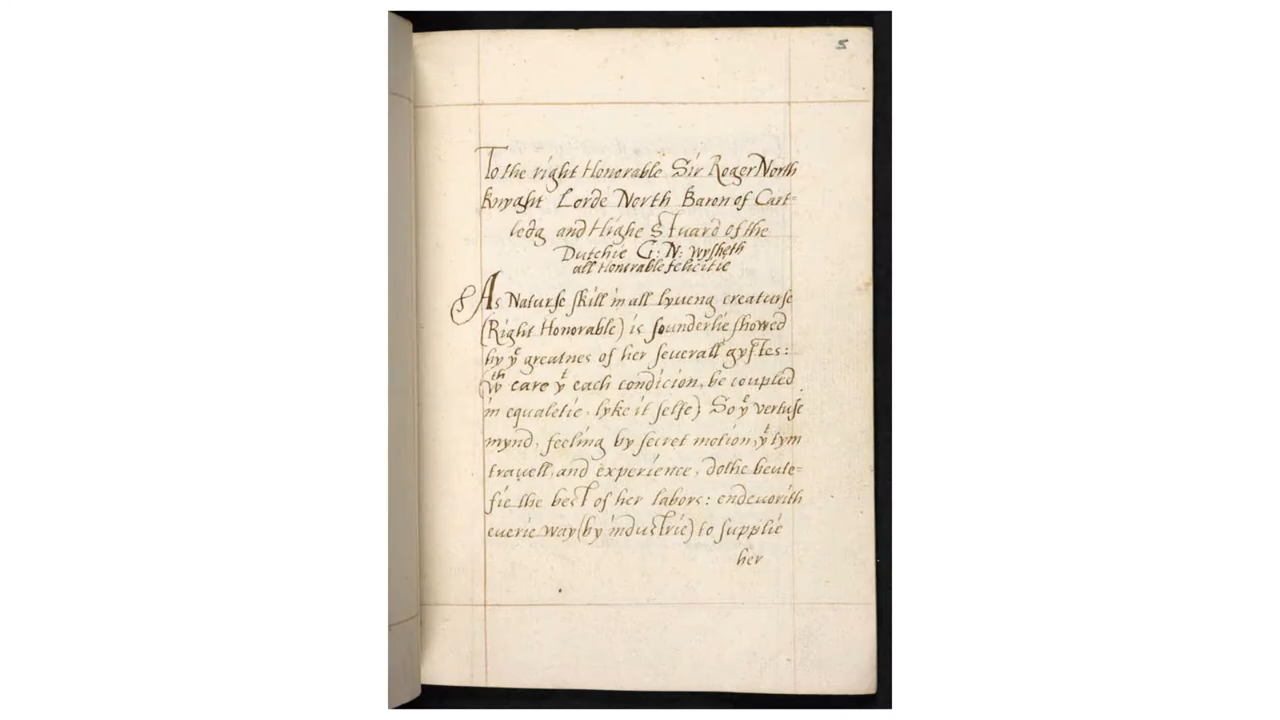 5
To the right Honorable Sir Roger North
knyght Lorde North Baron of Cart=
ledg and Highe Stuard of the
Dutchie G: N: wysheth
all Honorable felicitie
As Naturse skill in all lyueng creaturse
(Right Honorable) is sounderlie showed
by yᵉ greatnes of her seuerall gyftes:
(wᵗʰ care yᵗ each condicion, be coupled
in equaletie, lyke it selfe) So yᵉ vertuse
mynd, feeling by secret motion, yᵗ tym
trauell, and experience, dothe beute=
fie the best of her labors: endeuorith
euerie way (by industrie) to supplie
her